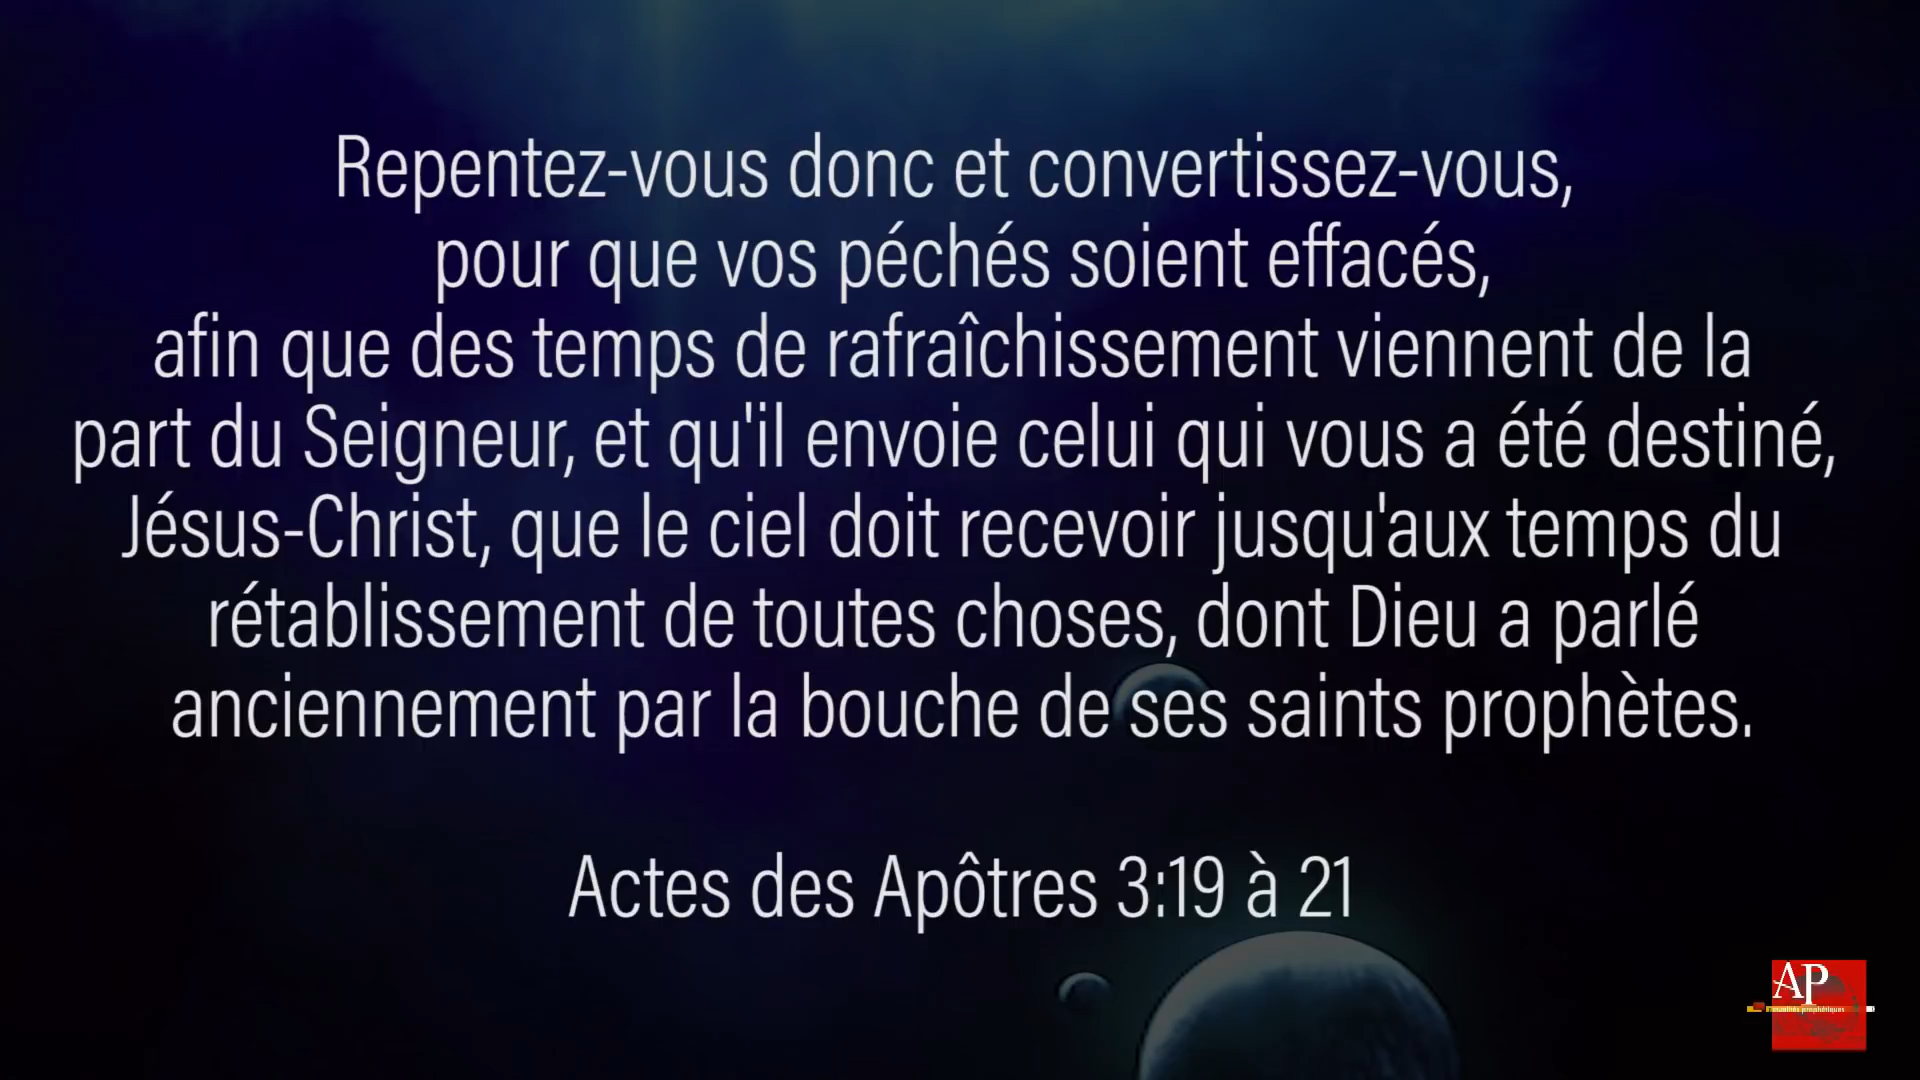 Repentez-vous donc et convertissez-vous,
pour que vos péchés soient effacés,
afin que des temps de rafraîchissement viennent de la
part du Seigneur, et qu'il envoie celui qui vous a été destiné,
Jésus-Christ, que le ciel doit recevoir jusqu'aux temps du
rétablissement de toutes choses, dont Dieu a parlé
anciennement par la bouche de ses saints prophètes.
Actes des Apôtres 3:19 à 21
AP